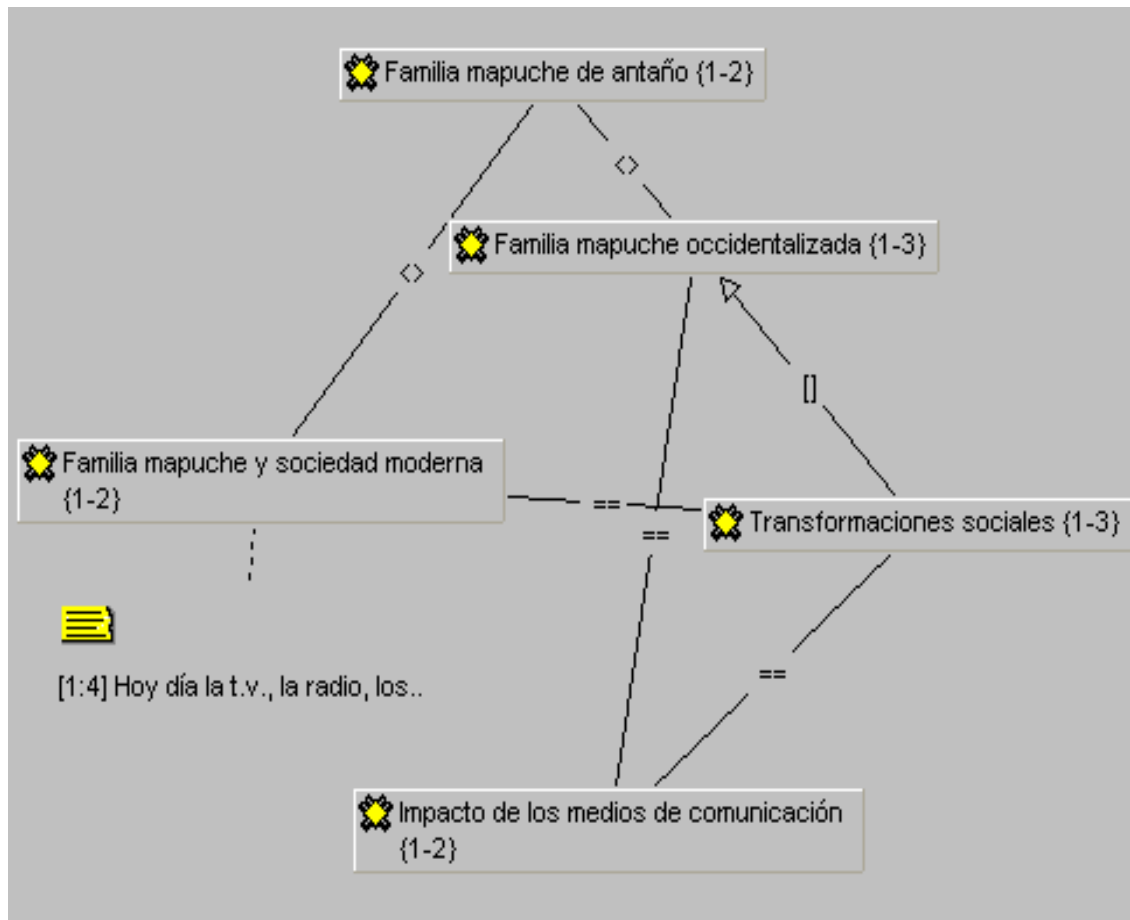 Familia mapuche de antaño {1-2}
<>
Familia mapuche occidentalizada {1-3}
<>
[]
Familia mapuche y sociedad moderna
{1-2}
==
Transformaciones sociales {1-3}
==
[1:4] Hoy día la t.v., la radio, los..
==
Impacto de los medios de comunicación
{1-2}